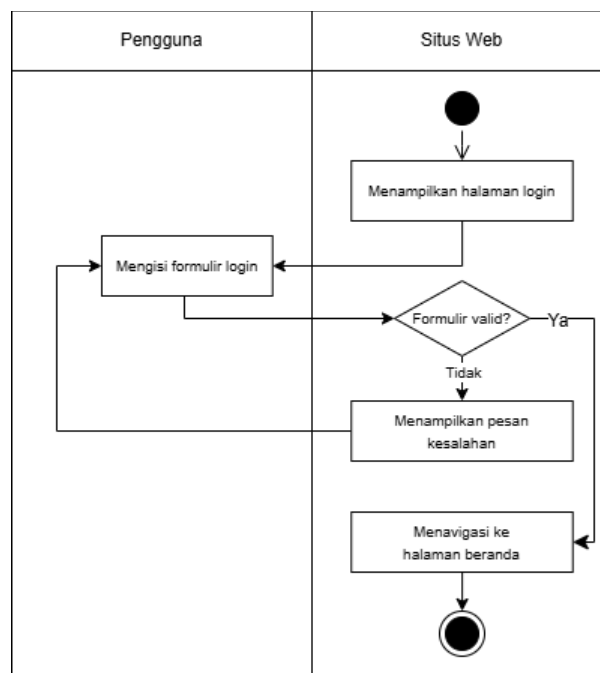 Pengguna
Situs Web
Menampilkan halaman login
Mengisi formulir login
Formulir valid?
Ya
Tidak
Menampilkan pesan
kesalahan
Menavigasi ke
halaman beranda